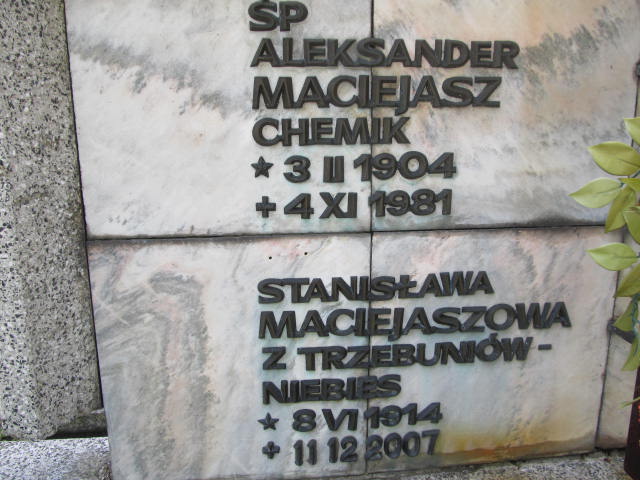 ŚP
ALEKSANDER
MACIEJASZ
CHEMIK
* 3 II 1904
+ 4 XI 1981
STANISŁAWA
MACIEJASZOWA
Z TRZEBUNIÓW-
NIEBIES
* 8 VI 1914
+ 11 12 2007